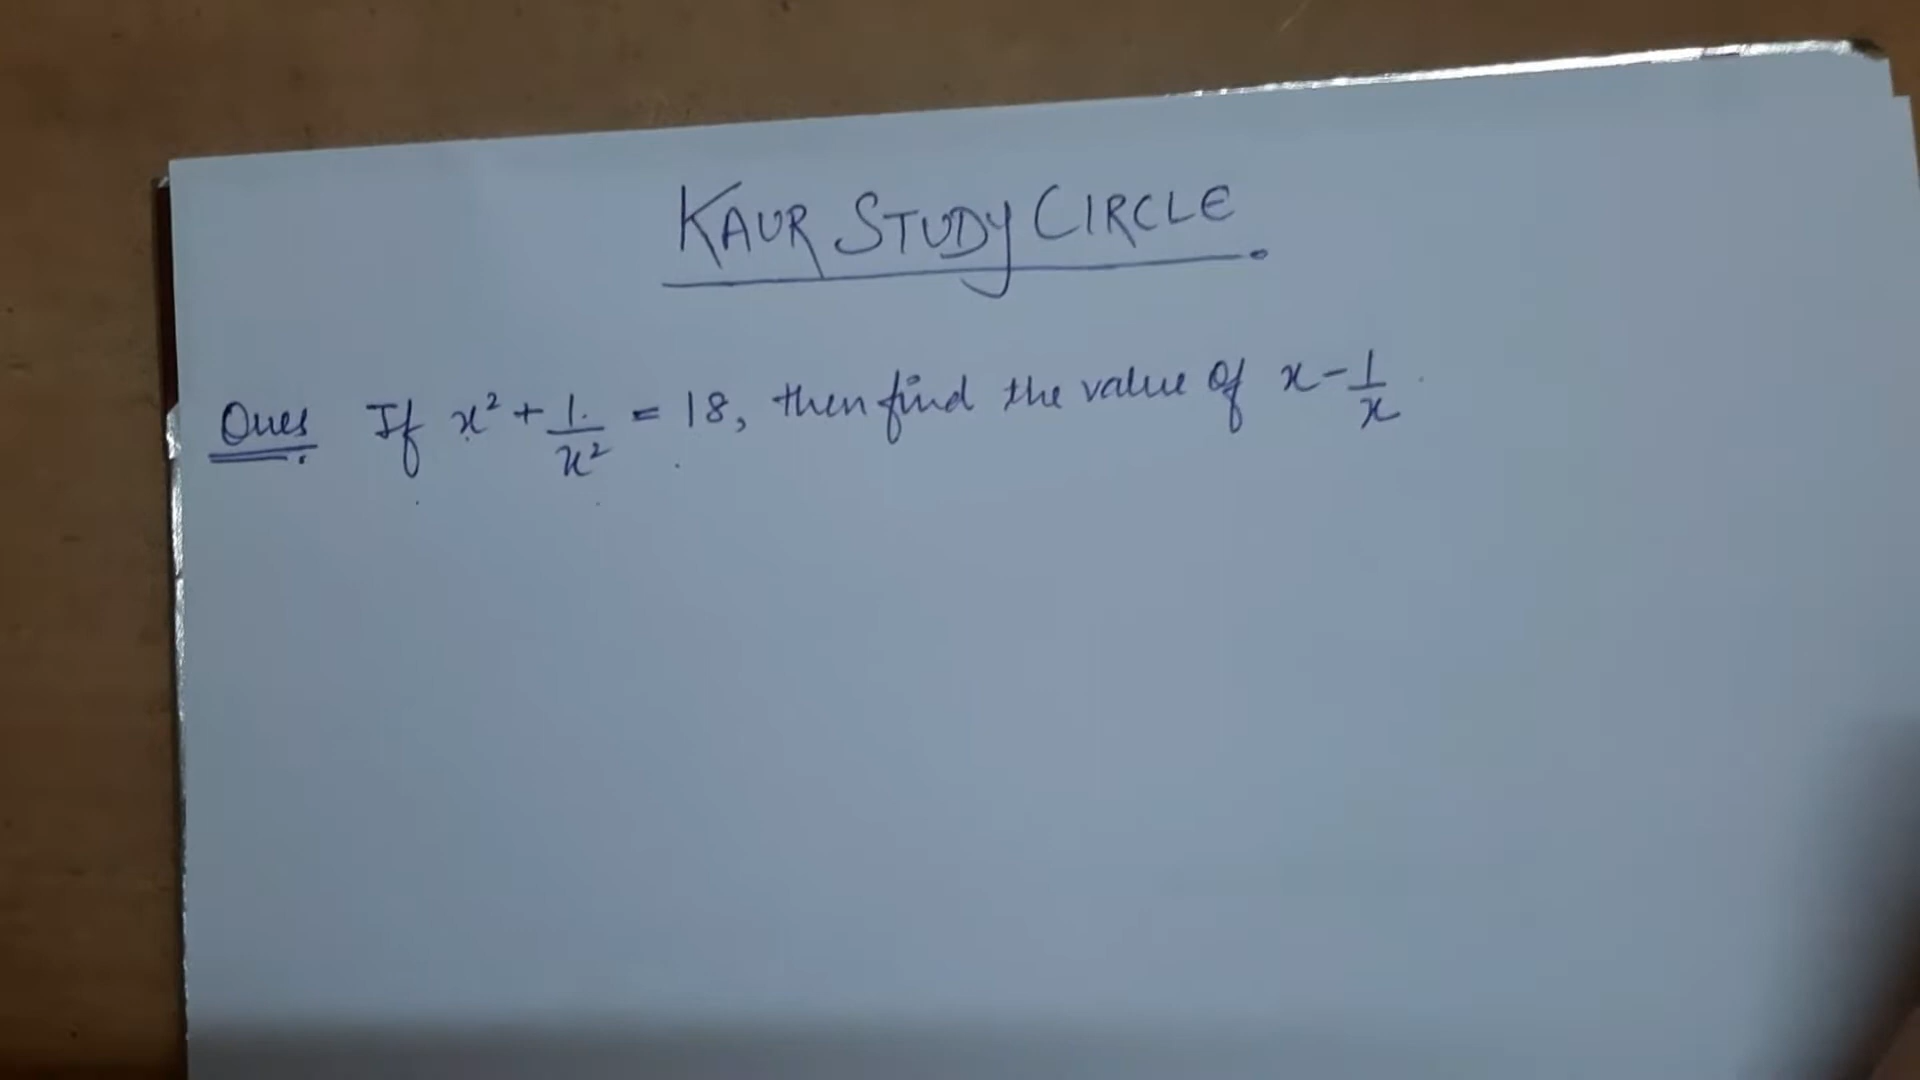 KAUR STUDY CIRCLE
Ques If x² + 1/x² = 18, then find the value of x - 1/x